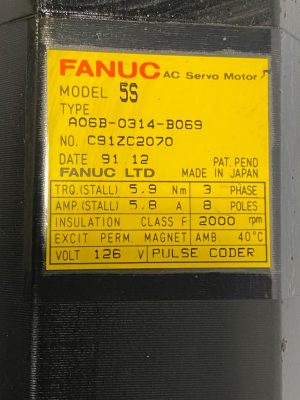 FANUC AC Servo Motor
MODEL 5S
TYPE
A06B-0314-B069
NO. C91ZC2070
DATE 91.12 PAT. PEND
FANUC LTD MADE IN JAPAN
TRQ.(STALL) 5.9 Nm 3 PHASE
AMP.(STALL) 5.8 A 8 POLES
INSULATION CLASS F 2000 rpm
EXCIT PERM. MAGNET AMB. 40°C
VOLT 126 V PULSE CODER